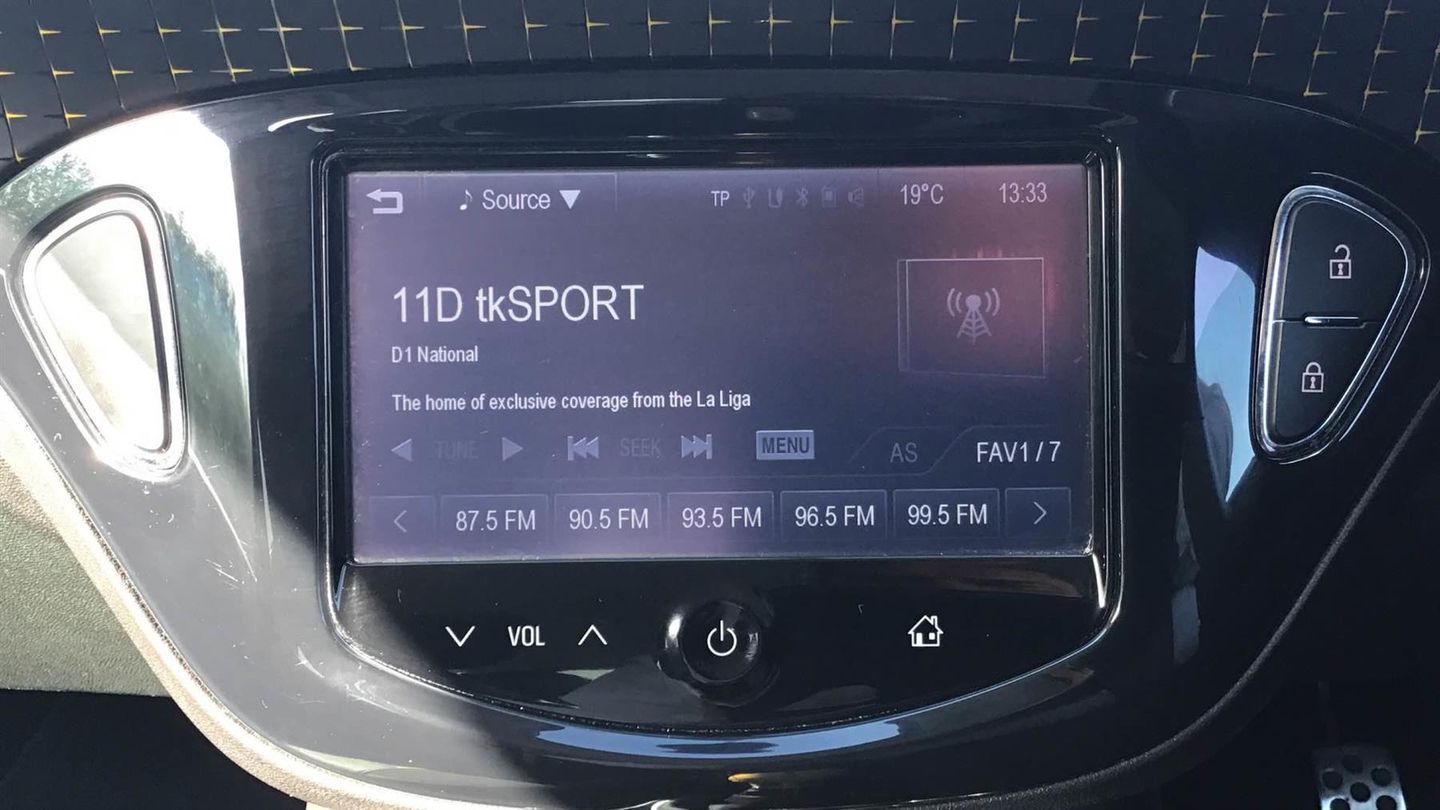 Source
TP 19°C 13:33
11D tkSPORT
D1 National
The home of exclusive coverage from the La Liga
TUNE SEEK MENU AS FAV1/7
87.5 FM 90.5 FM 93.5 FM 96.5 FM 99.5 FM
VOL